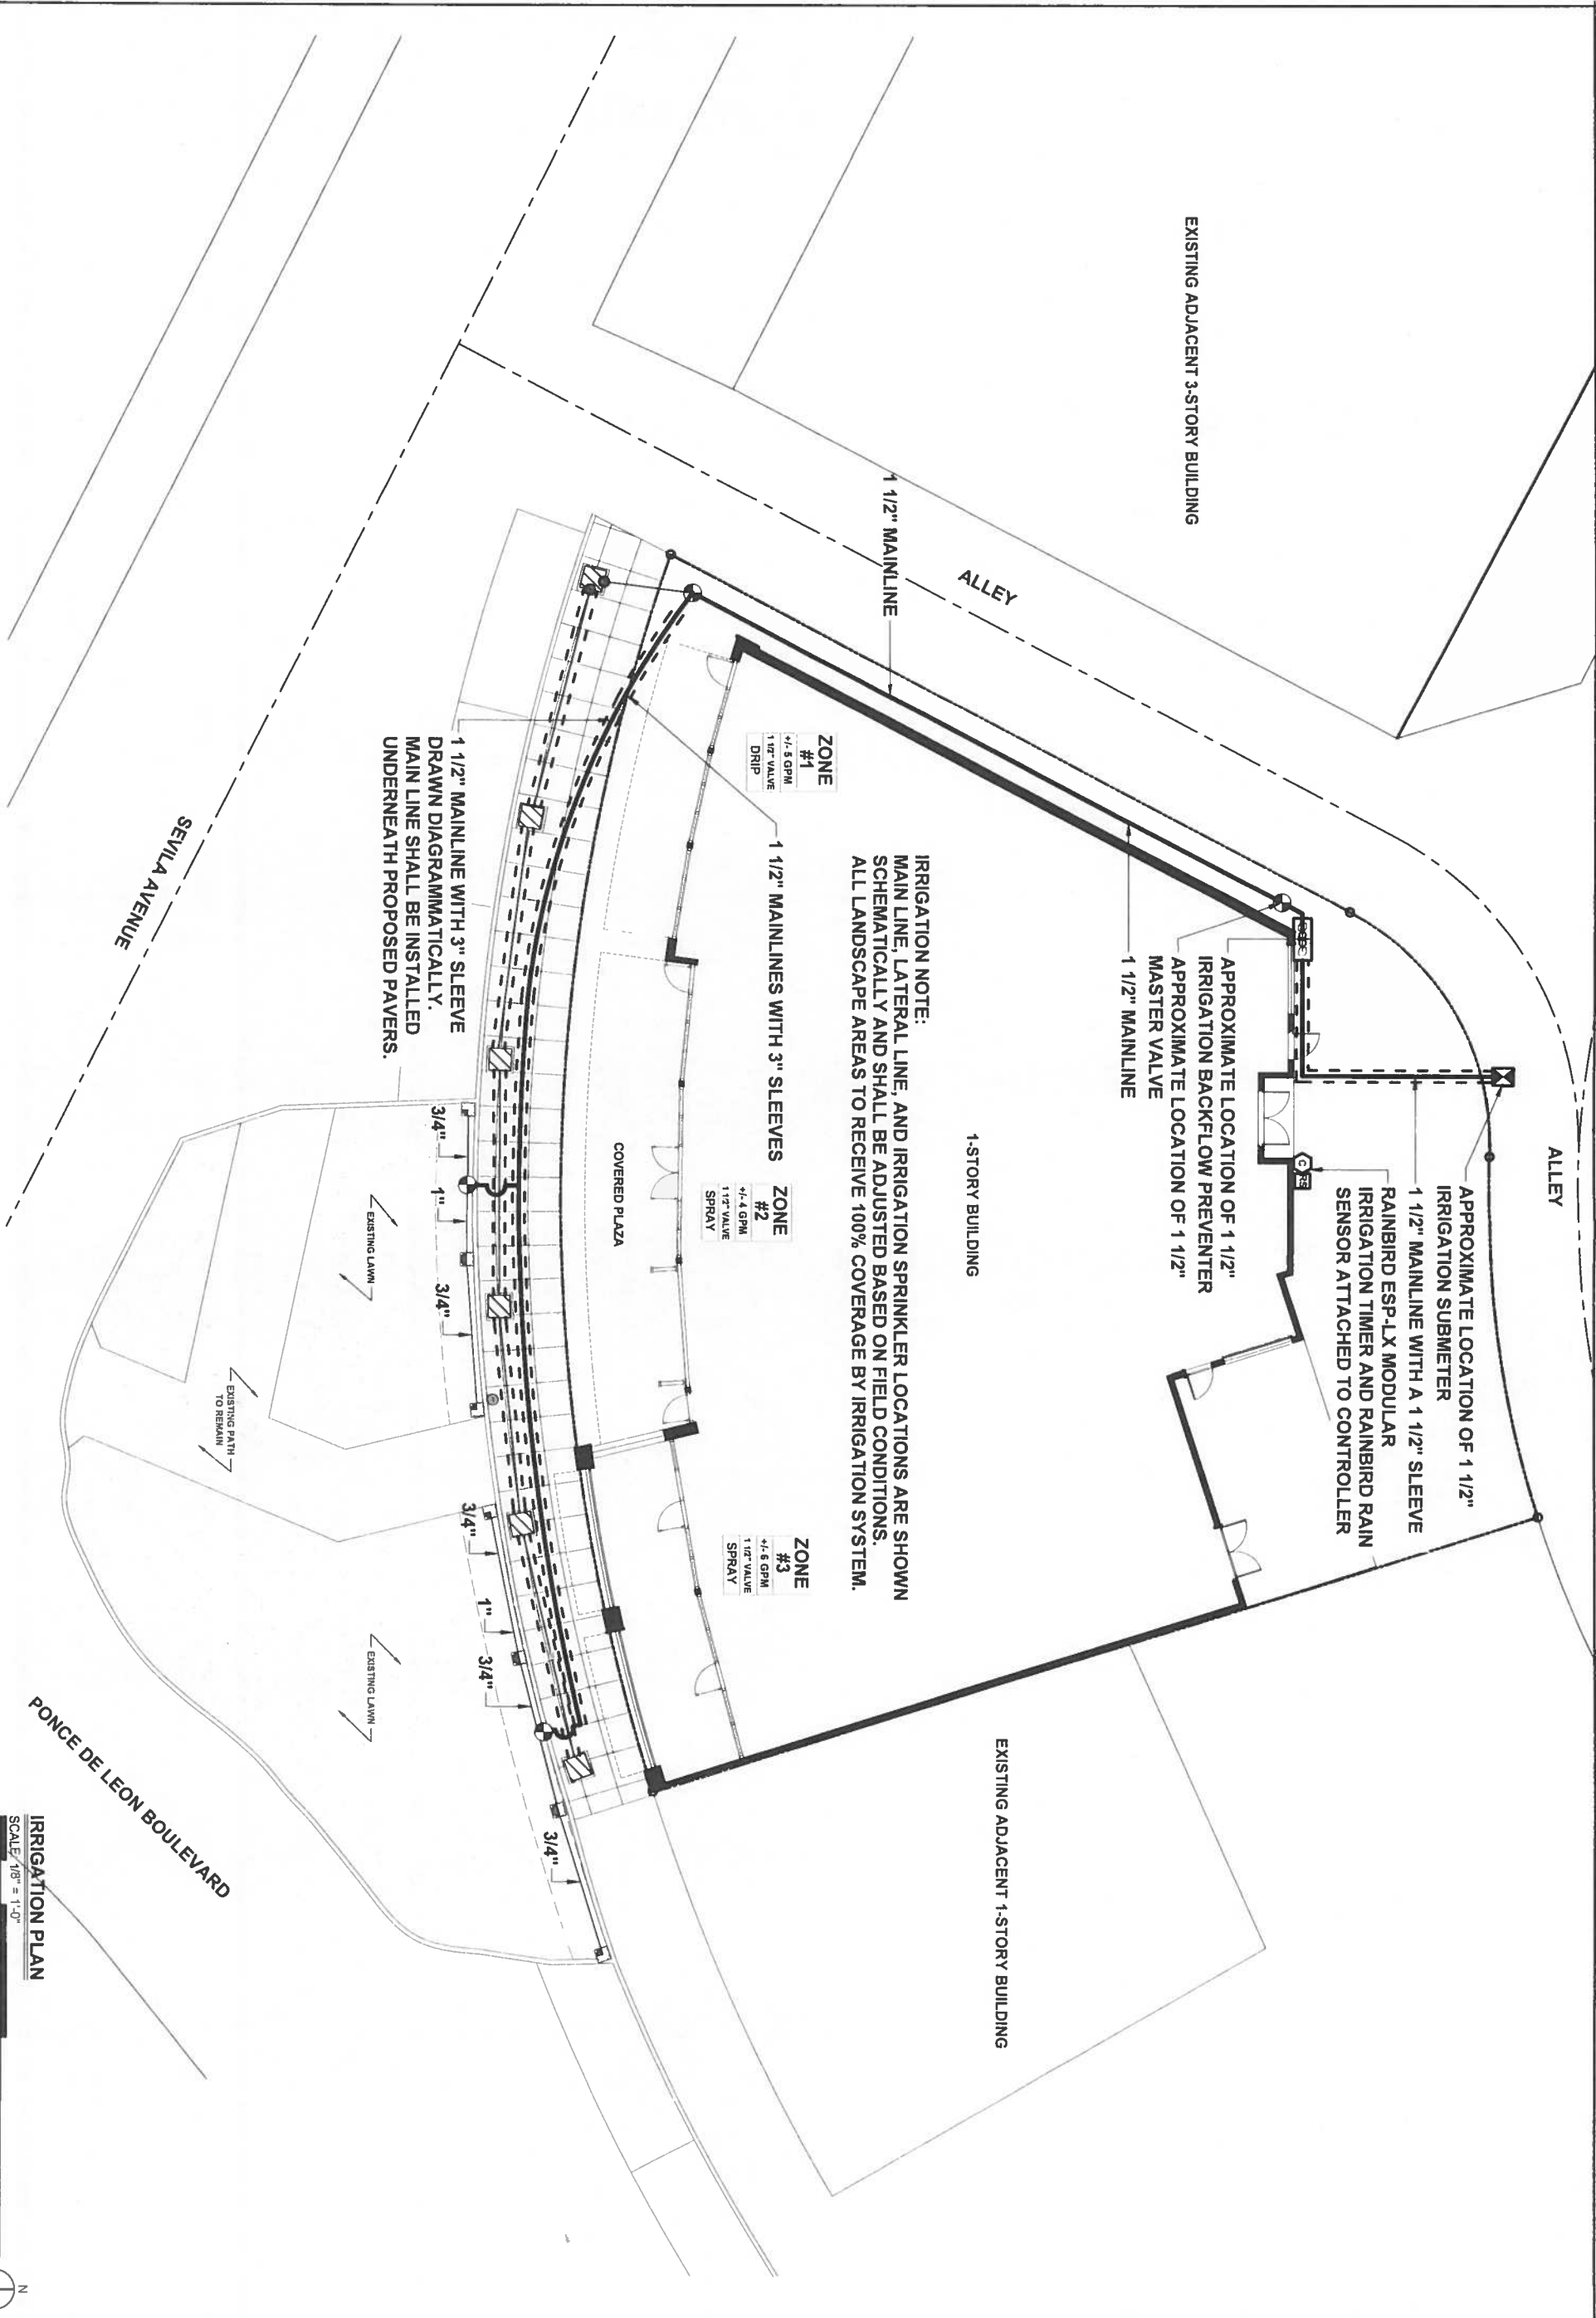 ALLEY
APPROXIMATE LOCATION OF 1 1/2"
IRRIGATION SUBMETER
1 1/2" MAINLINE WITH A 1 1/2" SLEEVE
RAINBIRD ESP-LX MODULAR
IRRIGATION TIMER AND RAINBIRD RAIN
SENSOR ATTACHED TO CONTROLLER
C
RS
EXISTING ADJACENT 3-STORY BUILDING
APPROXIMATE LOCATION OF 1 1/2"
IRRIGATION BACKFLOW PREVENTER
APPROXIMATE LOCATION OF 1 1/2"
MASTER VALVE
1 1/2" MAINLINE
ALLEY
1 1/2" MAINLINE
1-STORY BUILDING
EXISTING ADJACENT 1-STORY BUILDING
IRRIGATION NOTE:
MAIN LINE, LATERAL LINE, AND IRRIGATION SPRINKLER LOCATIONS ARE SHOWN
SCHEMATICALLY AND SHALL BE ADJUSTED BASED ON FIELD CONDITIONS.
ALL LANDSCAPE AREAS TO RECEIVE 100% COVERAGE BY IRRIGATION SYSTEM.
ZONE
#1
+/- 5 GPM
1 1/2" VALVE
DRIP
1 1/2" MAINLINES WITH 3" SLEEVES
ZONE
#2
+/- 4 GPM
1 1/2" VALVE
SPRAY
ZONE
#3
+/- 6 GPM
1 1/2" VALVE
SPRAY
COVERED PLAZA
1 1/2" MAINLINE WITH 3" SLEEVE
DRAWN DIAGRAMMATICALLY.
MAIN LINE SHALL BE INSTALLED
UNDERNEATH PROPOSED PAVERS.
3/4"
1"
3/4"
3/4"
1"
3/4"
3/4"
EXISTING LAWN
EXISTING LAWN
EXISTING PATH
TO REMAIN
SEVILA AVENUE
PONCE DE LEON BOULEVARD
IRRIGATION PLAN
SCALE: 1/8" = 1'-0"
N